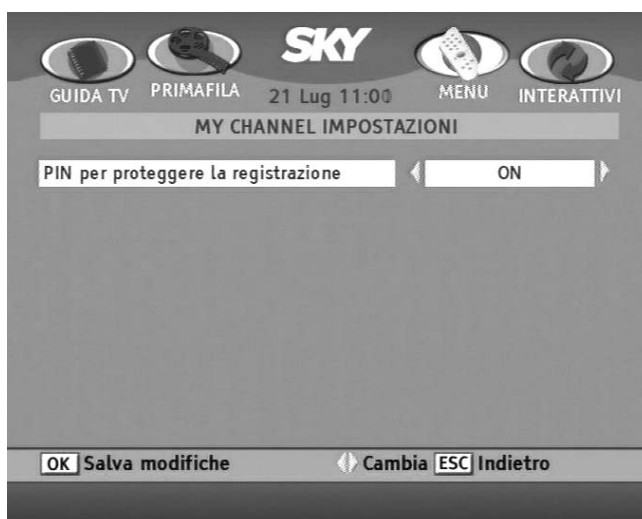 SKY
GUIDA TV PRIMAFILA 21 Lug 11:00 MENU INTERATTIVI
MY CHANNEL IMPOSTAZIONI
PIN per proteggere la registrazione ON
OK Salva modifiche Cambia ESC Indietro